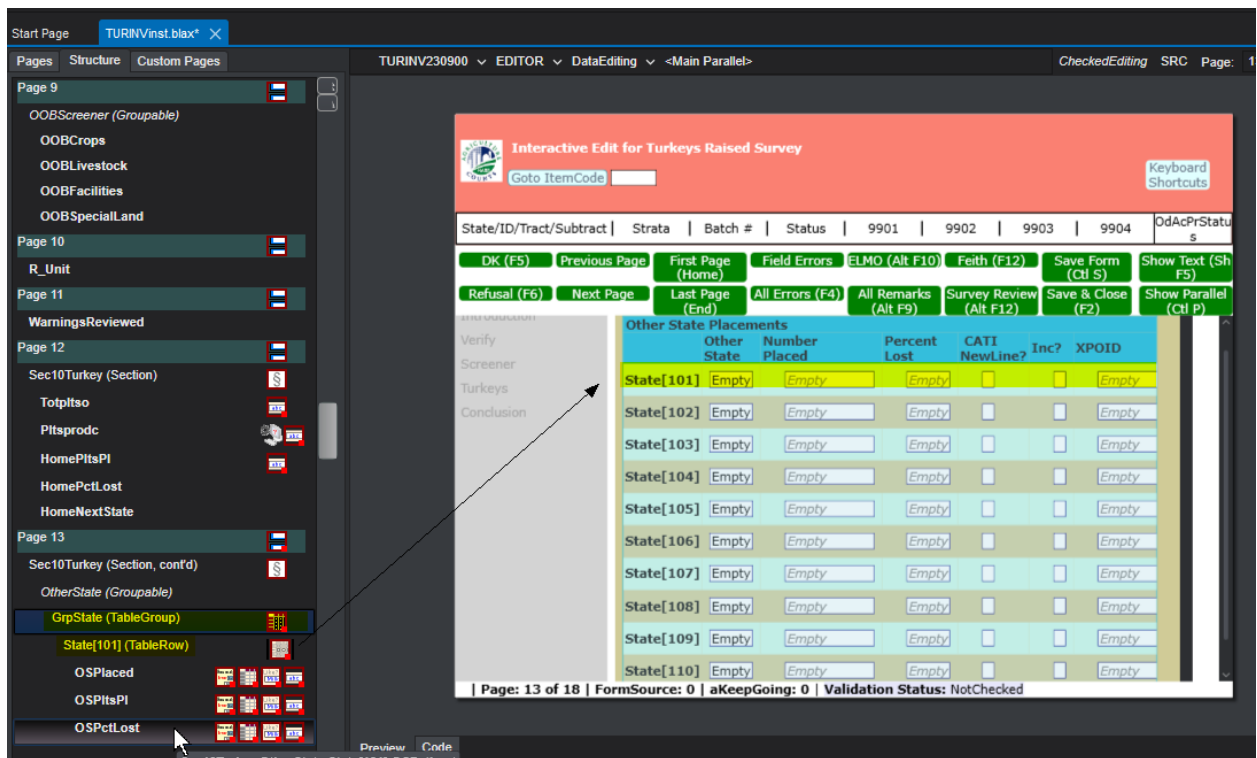 Start Page TURINVinst.blax*
Pages Structure Custom Pages
TURINV230900 EDITOR DataEditing <Main Parallel> CheckedEditing SRC Page:
Page 9
OOBScreener (Groupable)
OOBCrops
OOBLivestock
OOBFacilities
OOBSpecialLand
Page 10
R_Unit
Page 11
WarningsReviewed
Page 12
Sec10Turkey (Section)
Totpltso
Pltsprodc
HomePltsPl
HomePctLost
HomeNextState
Page 13
Sec10Turkey (Section, cont'd)
OtherState (Groupable)
GrpState (TableGroup)
State[101] (TableRow)
OSPlaced
OSPltsPl
OSPctLost
Interactive Edit for Turkeys Raised Survey
Goto ItemCode
Keyboard
Shortcuts
State/ID/Tract/Subtract | Strata | Batch # | Status | 9901 | 9902 | 9903 | 9904 OdAcPrStatu
s
DK (F5) Previous Page First Page Field Errors ELMO (Alt F10) Feith (F12) Save Form Show Text (Sh
(Home) (Ctl S) F5)
Refusal (F6) Next Page Last Page All Errors (F4) All Remarks Survey Review Save & Close Show Parallel
(End) (Alt F9) (Alt F12) (F2) (Ctl P)
Introduction
Verify
Screener
Turkeys
Conclusion
Other State Placements
Other Number Percent CATI Inc? XPOID
State Placed Lost NewLine?
State[101] Empty Empty Empty Empty
State[102] Empty Empty Empty Empty
State[103] Empty Empty Empty Empty
State[104] Empty Empty Empty Empty
State[105] Empty Empty Empty Empty
State[106] Empty Empty Empty Empty
State[107] Empty Empty Empty Empty
State[108] Empty Empty Empty Empty
State[109] Empty Empty Empty Empty
State[110] Empty Empty Empty Empty
| Page: 13 of 18 | FormSource: 0 | aKeepGoing: 0 | Validation Status: NotChecked
Preview Code